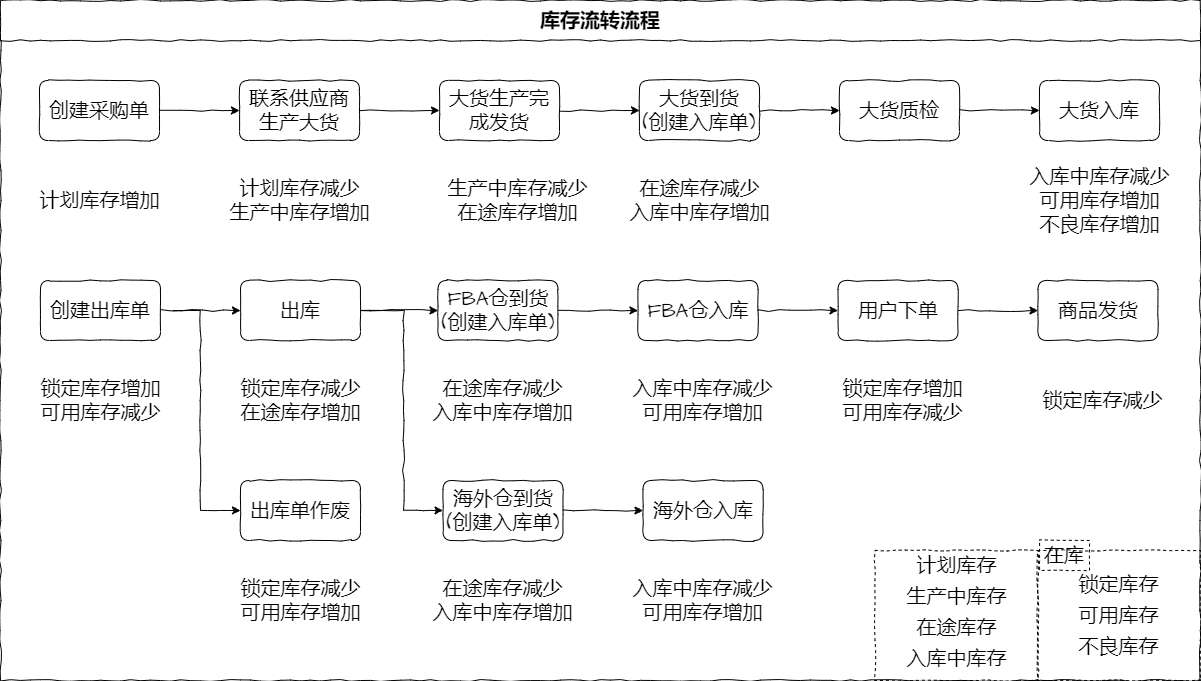 库存流转流程
创建采购单
联系供应商
生产大货
大货生产完
成发货
大货到货
(创建入库单)
大货质检
大货入库
计划库存增加
计划库存减少
生产中库存增加
生产中库存减少
在途库存增加
在途库存减少
入库中库存增加
入库中库存减少
可用库存增加
不良库存增加
创建出库单
出库
FBA仓到货
(创建入库单)
FBA仓入库
用户下单
商品发货
锁定库存增加
可用库存减少
锁定库存减少
在途库存增加
在途库存减少
入库中库存增加
入库中库存减少
可用库存增加
锁定库存增加
可用库存减少
锁定库存减少
出库单作废
海外仓到货
(创建入库单)
海外仓入库
锁定库存减少
可用库存增加
在途库存减少
入库中库存增加
入库中库存减少
可用库存增加
计划库存
生产中库存
在途库存
入库中库存
在库
锁定库存
可用库存
不良库存